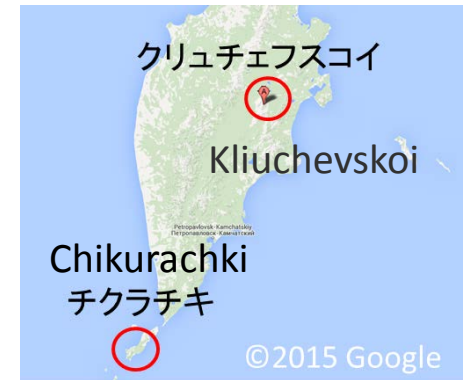 クリュチェフスコイ
A
Kliuchevskoi
Petropavlovsk-Kamchatskiy
Петропавловск-Камчатский
Chikurachki
チクラチキ
©2015 Google